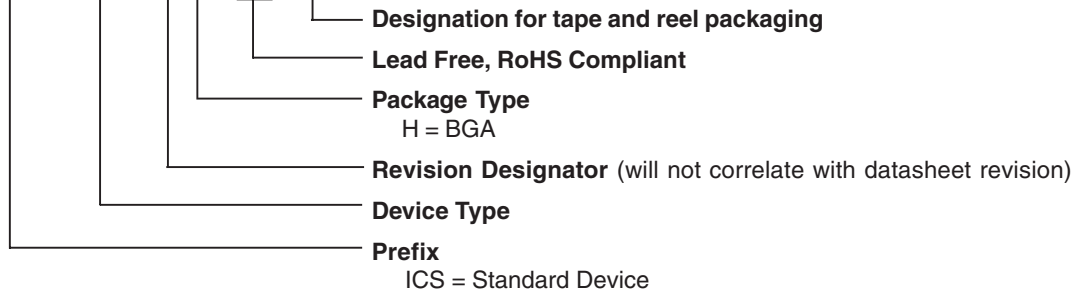 Designation for tape and reel packaging
Lead Free, RoHS Compliant
Package Type
H = BGA
Revision Designator (will not correlate with datasheet revision)
Device Type
Prefix
ICS = Standard Device